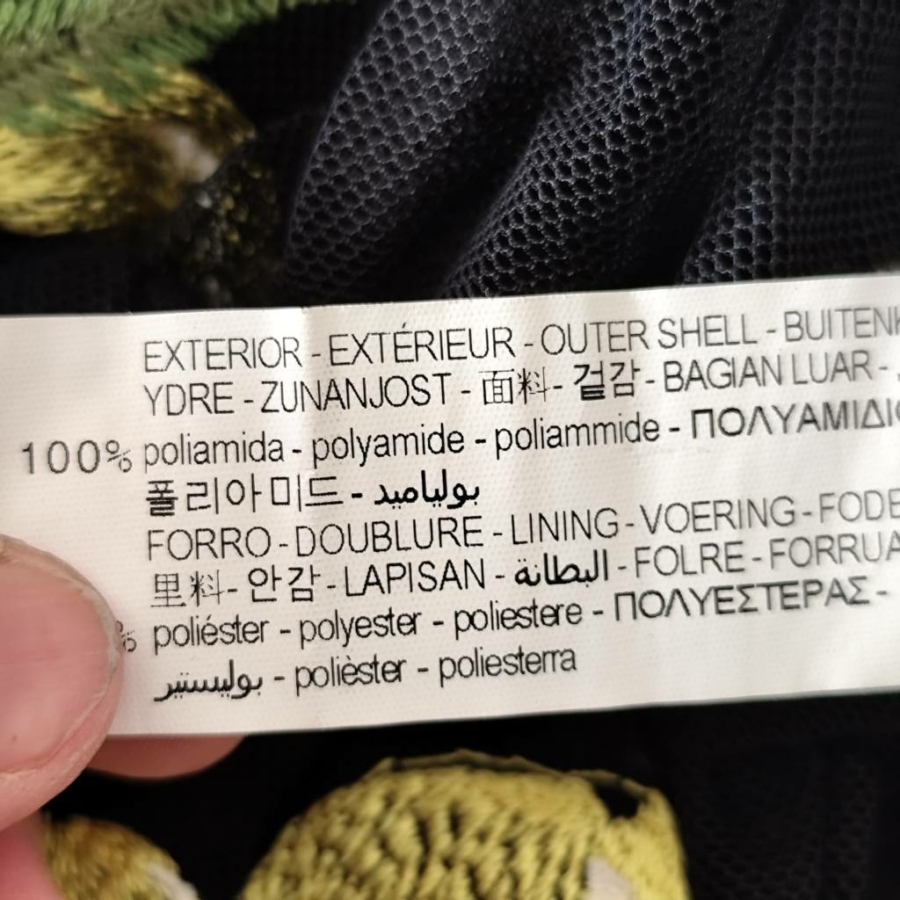 EXTERIOR - EXTÉRIEUR - OUTER SHELL - BUITENK
YDRE - ZUNANJOST - 面料 - 겉감 - BAGIAN LUAR -
100% poliamida - polyamide - poliammide - ΠΟΛΥΑΜΙΔΙΟ
폴리아미드 - بولياميد
FORRO - DOUBLURE - LINING - VOERING - FODE
里料 - 안감 - LAPISAN - البطانة - FOLRE - FORRUA
% poliéster - polyester - poliestere - ΠΟΛΥΕΣΤΕΡΑΣ -
بوليستير - polièster - poliesterra